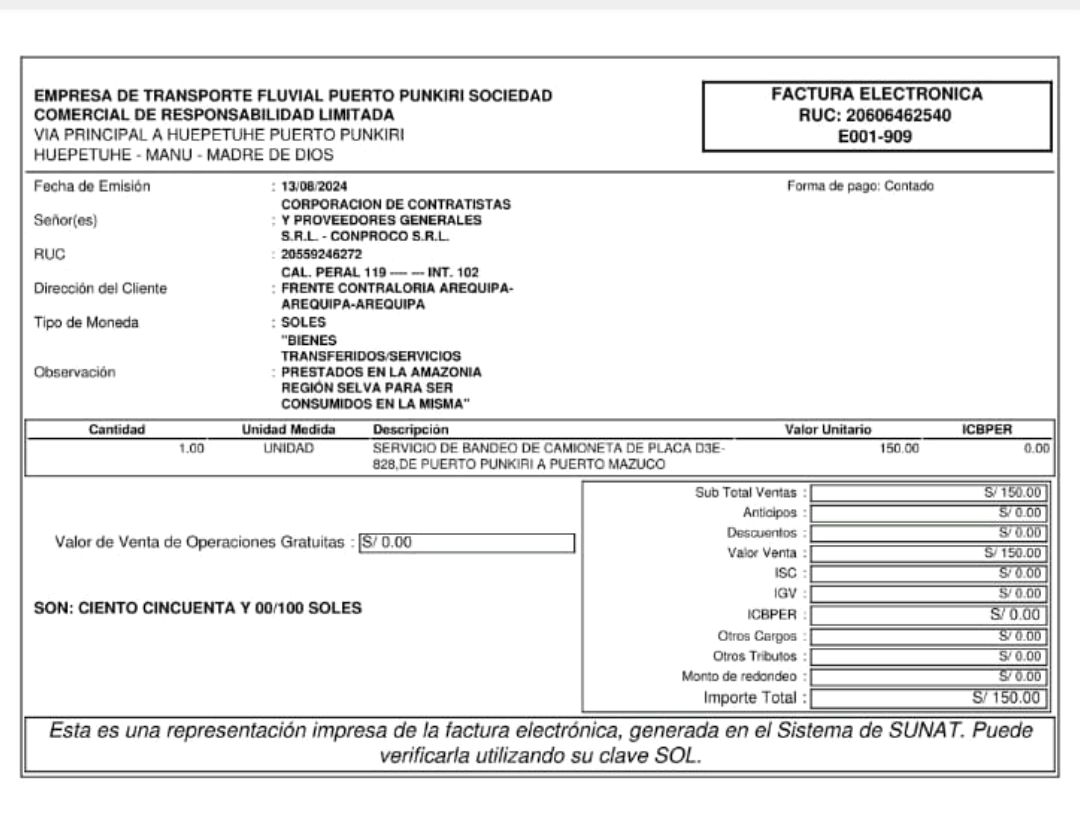 EMPRESA DE TRANSPORTE FLUVIAL PUERTO PUNKIRI SOCIEDAD
COMERCIAL DE RESPONSABILIDAD LIMITADA
VIA PRINCIPAL A HUEPETUHE PUERTO PUNKIRI
HUEPETUHE - MANU - MADRE DE DIOS
FACTURA ELECTRONICA
RUC: 20606462540
E001-909
Fecha de Emisión : 13/08/2024
Forma de pago: Contado
CORPORACION DE CONTRATISTAS
Señor(es) : Y PROVEEDORES GENERALES
S.R.L. - CONPROCO S.R.L.
RUC : 20559246272
CAL. PERAL 119 ---- --- INT. 102
Dirección del Cliente : FRENTE CONTRALORIA AREQUIPA-
AREQUIPA-AREQUIPA
Tipo de Moneda : SOLES
"BIENES
TRANSFERIDOS/SERVICIOS
Observación : PRESTADOS EN LA AMAZONIA
REGIÓN SELVA PARA SER
CONSUMIDOS EN LA MISMA"
Cantidad Unidad Medida Descripción Valor Unitario ICBPER
1.00 UNIDAD SERVICIO DE BANDEO DE CAMIONETA DE PLACA D3E- 150.00 0.00
828,DE PUERTO PUNKIRI A PUERTO MAZUCO
Valor de Venta de Operaciones Gratuitas : S/ 0.00
SON: CIENTO CINCUENTA Y 00/100 SOLES
Sub Total Ventas : S/ 150.00
Anticipos : S/ 0.00
Descuentos : S/ 0.00
Valor Venta : S/ 150.00
ISC : S/ 0.00
IGV : S/ 0.00
ICBPER : S/ 0.00
Otros Cargos : S/ 0.00
Otros Tributos : S/ 0.00
Monto de redondeo : S/ 0.00
Importe Total : S/ 150.00
Esta es una representación impresa de la factura electrónica, generada en el Sistema de SUNAT. Puede
verificarla utilizando su clave SOL.